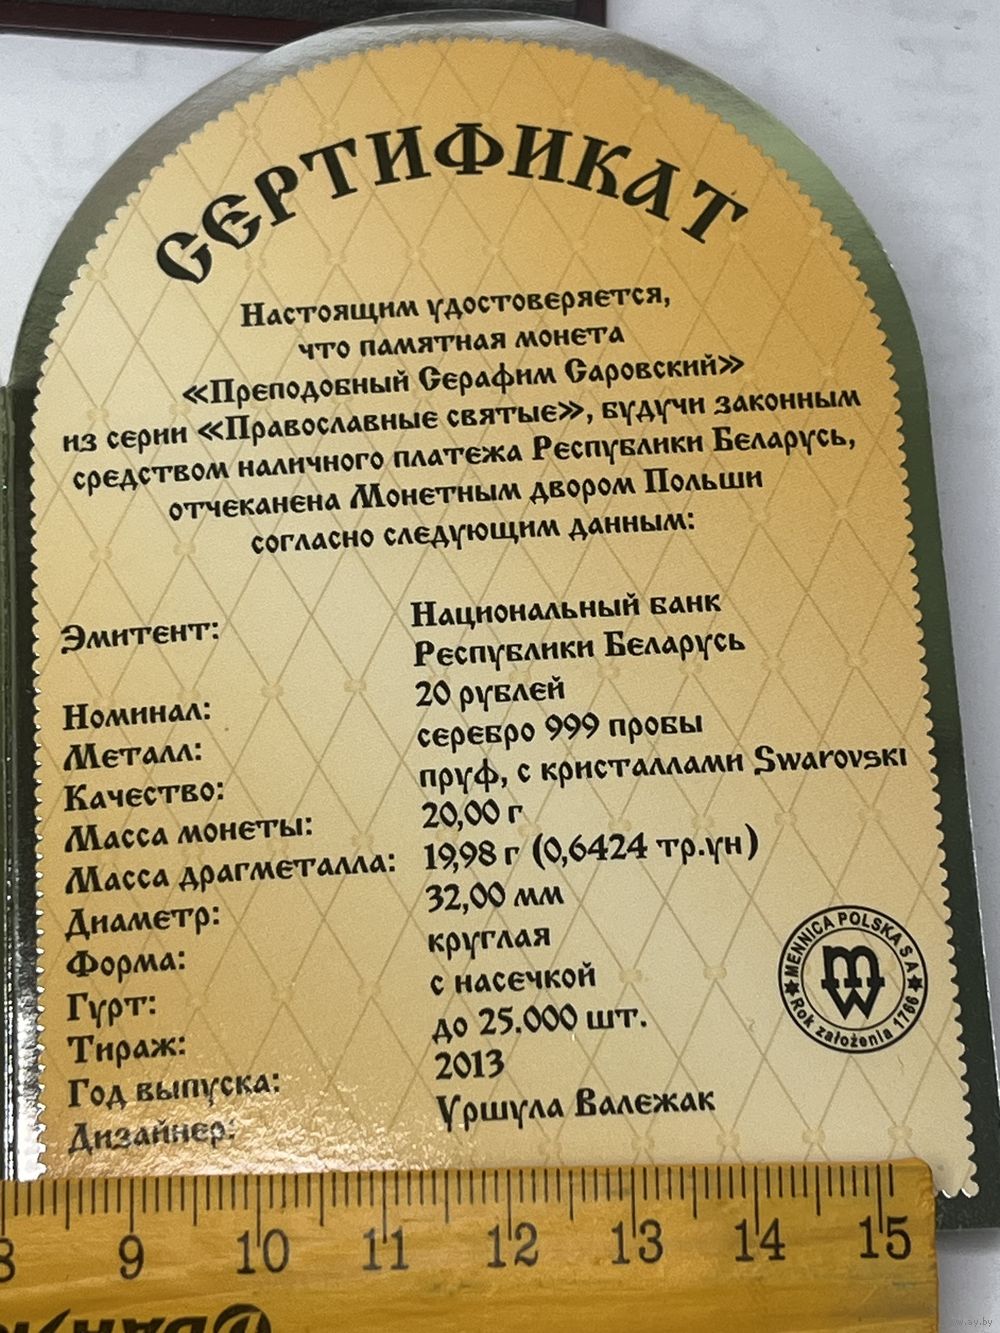 СЕРТИФИКАТ
Настоящим удостоверяется,
что памятная монета
«Преподобный Серафим Саровский»
из серии «Православные святые», будучи законным
средством наличного платежа Республики Беларусь,
отчеканена Монетным двором Польши
согласно следующим данным:
Эмитент: Национальный банк
Республики Беларусь
Номинал: 20 рублей
Металл: серебро 999 пробы
Качество: пруф, с кристаллами Swarovski
Масса монеты: 20,00 г
Масса драгметалла: 19,98 г (0,6424 тр.ун)
Диаметр: 32,00 мм
Форма: круглая
Гурт: с насечкой
Тираж: до 25.000 шт.
Год выпуска: 2013
Дизайнер: Уршула Валежак
MENNICA POLSKA S A
MW
Rok założenia 1766
8 9 10 11 12 13 14 15